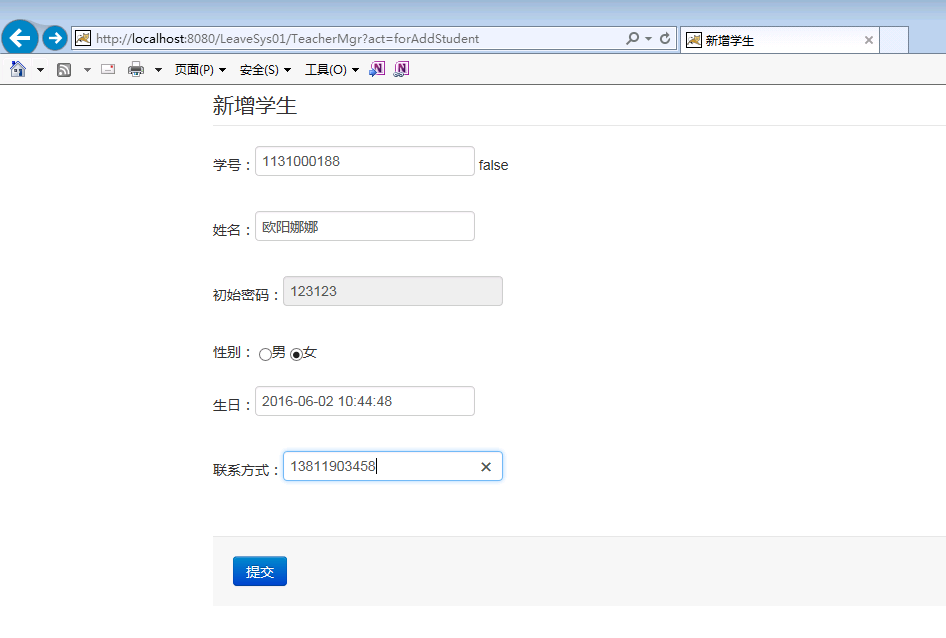 http://localhost:8080/LeaveSys01/TeacherMgr?act=forAddStudent
新增学生
页面(P) 安全(S) 工具(O)
新增学生
学号： 1131000188 false
姓名： 欧阳娜娜
初始密码： 123123
性别： 男 女
生日： 2016-06-02 10:44:48
联系方式： 13811903458
提交